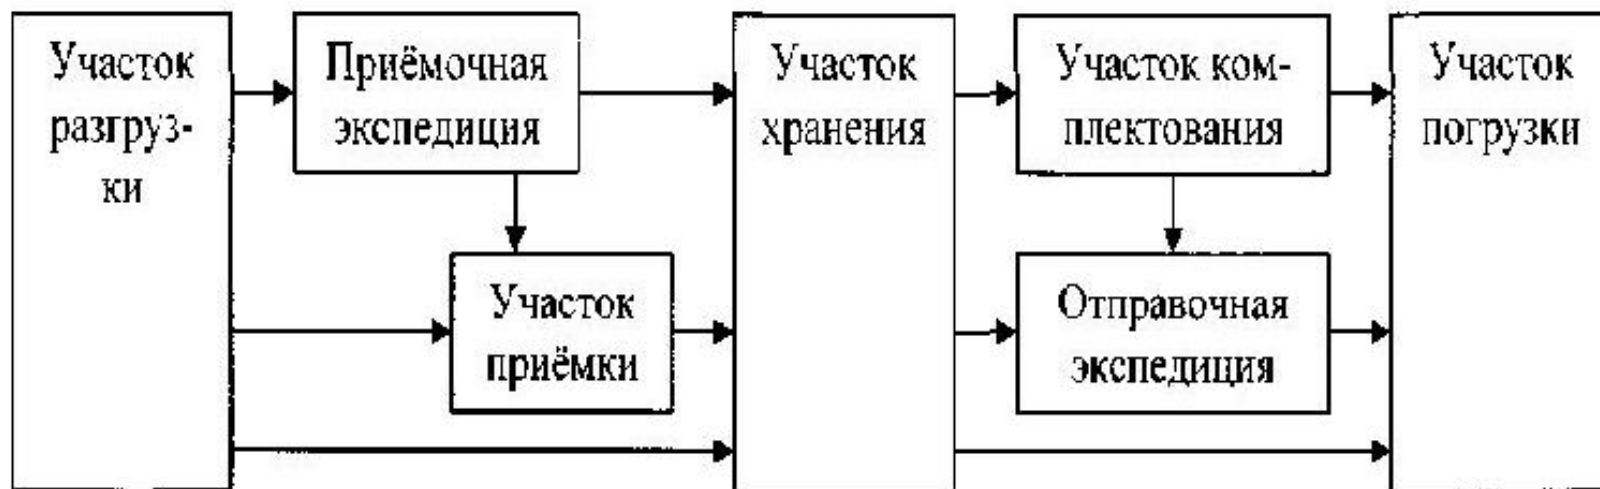 Участок
разгруз-
ки
Приёмочная
экспедиция
Участок
приёмки
Участок
хранения
Участок ком-
плектования
Отправочная
экспедиция
Участок
погрузки